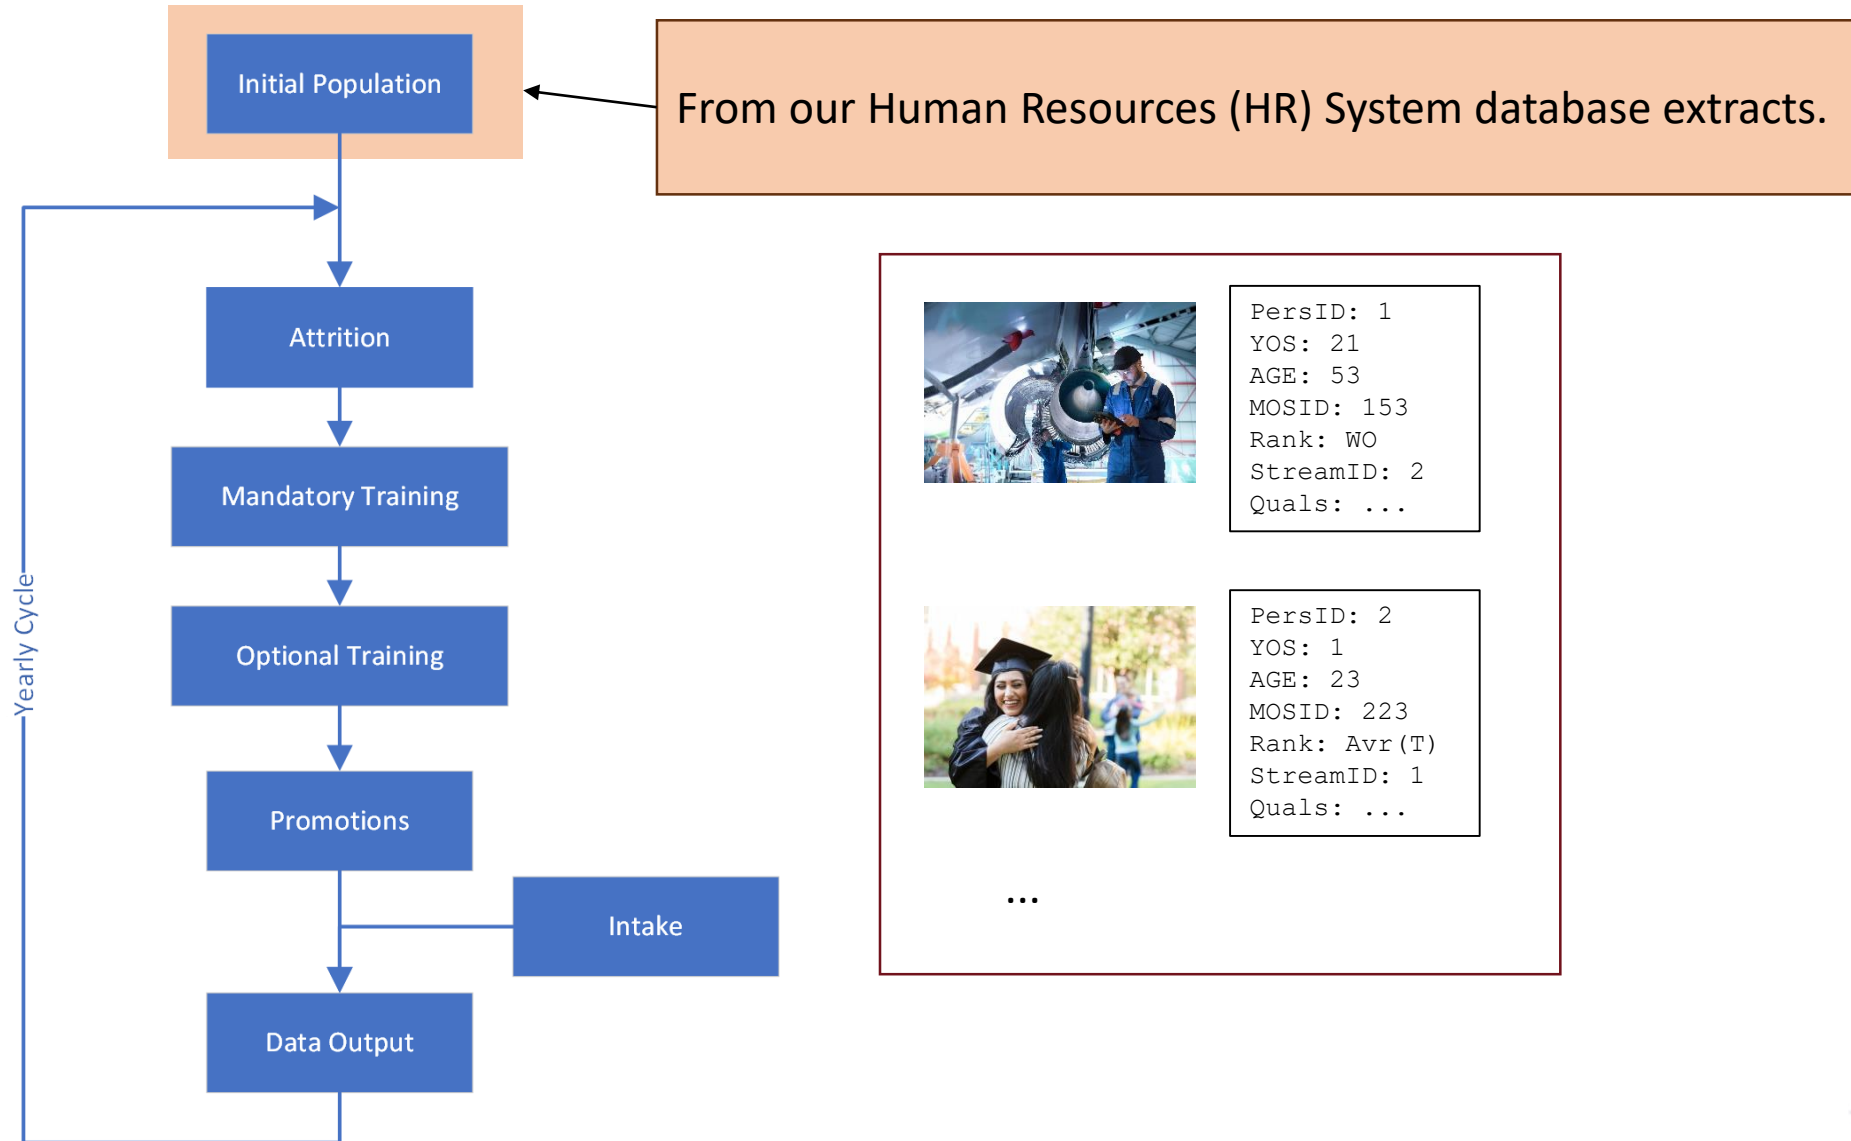 Initial Population
From our Human Resources (HR) System database extracts.
Attrition
Mandatory Training
Optional Training
Promotions
Intake
Data Output
Yearly Cycle
PersID: 1
YOS: 21
AGE: 53
MOSID: 153
Rank: WO
StreamID: 2
Quals: ...
PersID: 2
YOS: 1
AGE: 23
MOSID: 223
Rank: Avr(T)
StreamID: 1
Quals: ...
...